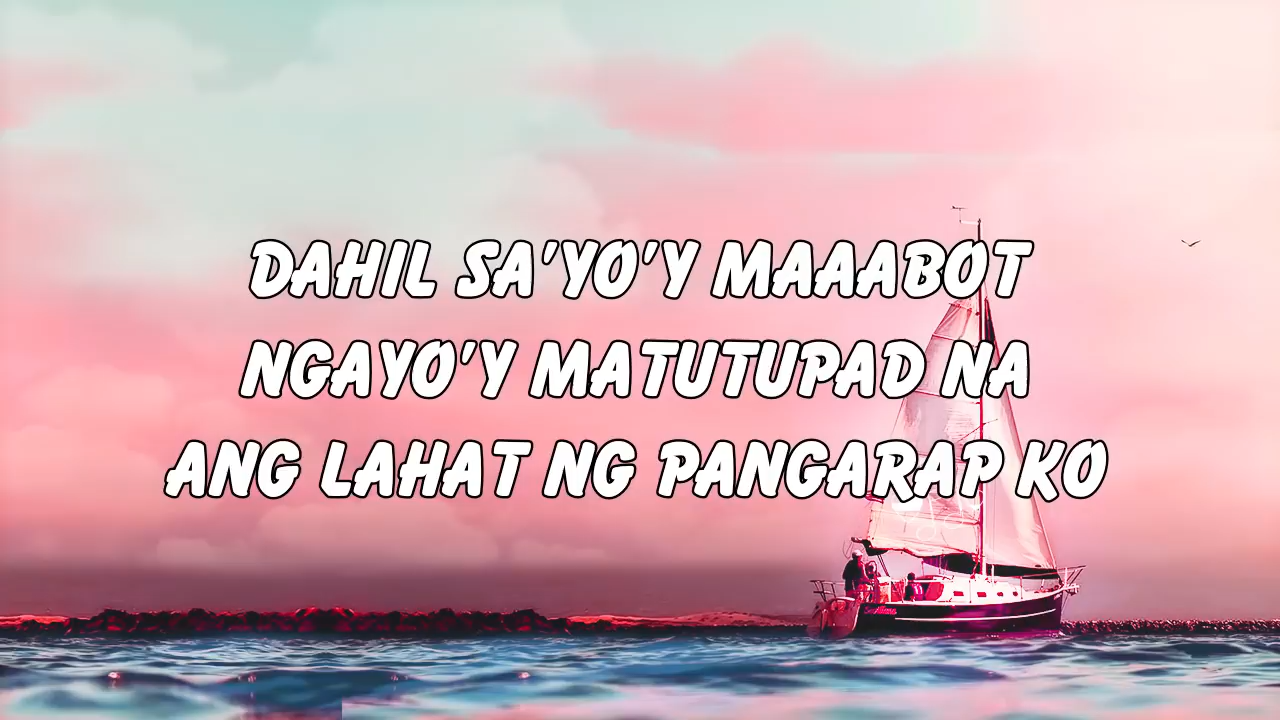 DAHIL SA'YO'Y MAAABOT
NGAYO'Y MATUTUPAD NA
ANG LAHAT NG PANGARAP KO